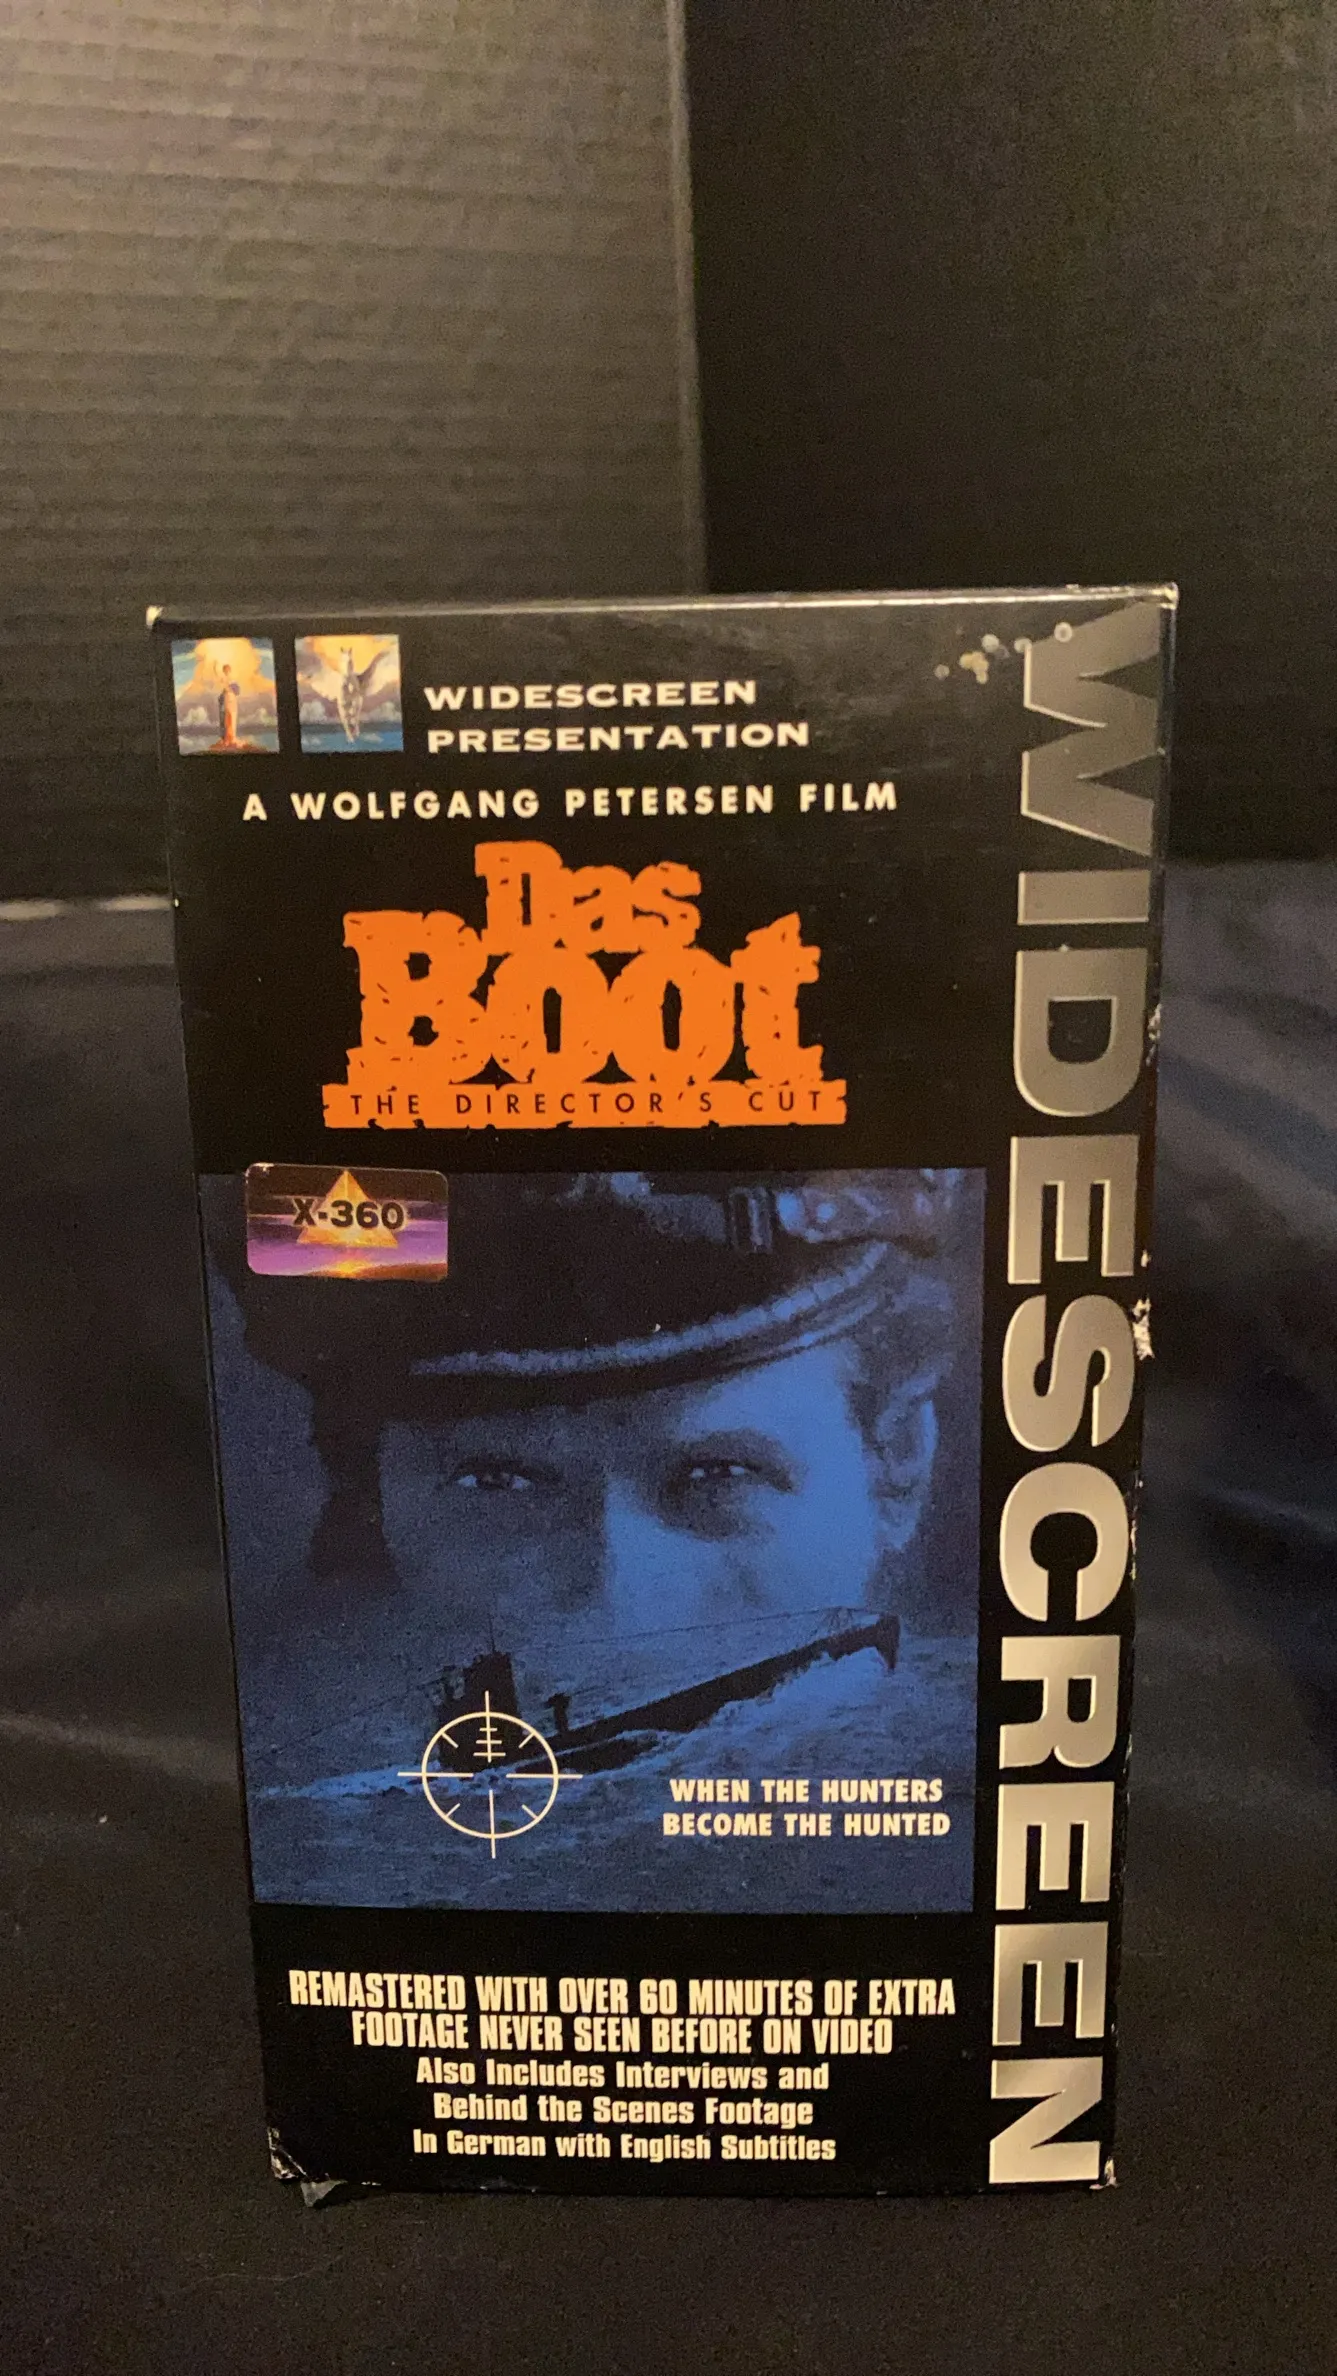 WIDESCREEN
PRESENTATION
A WOLFGANG PETERSEN FILM
Das
Boot
THE DIRECTOR'S CUT
X-360
WHEN THE HUNTERS
BECOME THE HUNTED
REMASTERED WITH OVER 60 MINUTES OF EXTRA
FOOTAGE NEVER SEEN BEFORE ON VIDEO
Also Includes Interviews and
Behind the Scenes Footage
In German with English Subtitles
WIDESCREEN